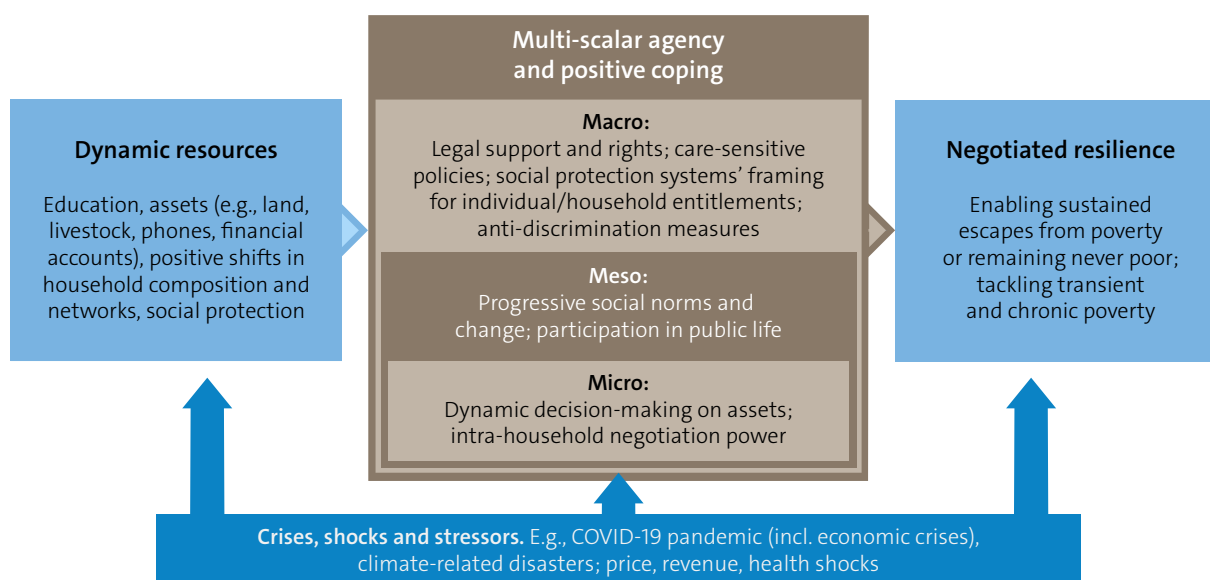 Multi-scalar agency
and positive coping
Dynamic resources
Education, assets (e.g., land,
livestock, phones, financial
accounts), positive shifts in
household composition and
networks, social protection
Macro:
Legal support and rights; care-sensitive
policies; social protection systems’ framing
for individual/household entitlements;
anti-discrimination measures
Meso:
Progressive social norms and
change; participation in public life
Micro:
Dynamic decision-making on assets;
intra-household negotiation power
Negotiated resilience
Enabling sustained
escapes from poverty
or remaining never poor;
tackling transient
and chronic poverty
Crises, shocks and stressors. E.g., COVID-19 pandemic (incl. economic crises),
climate-related disasters; price, revenue, health shocks